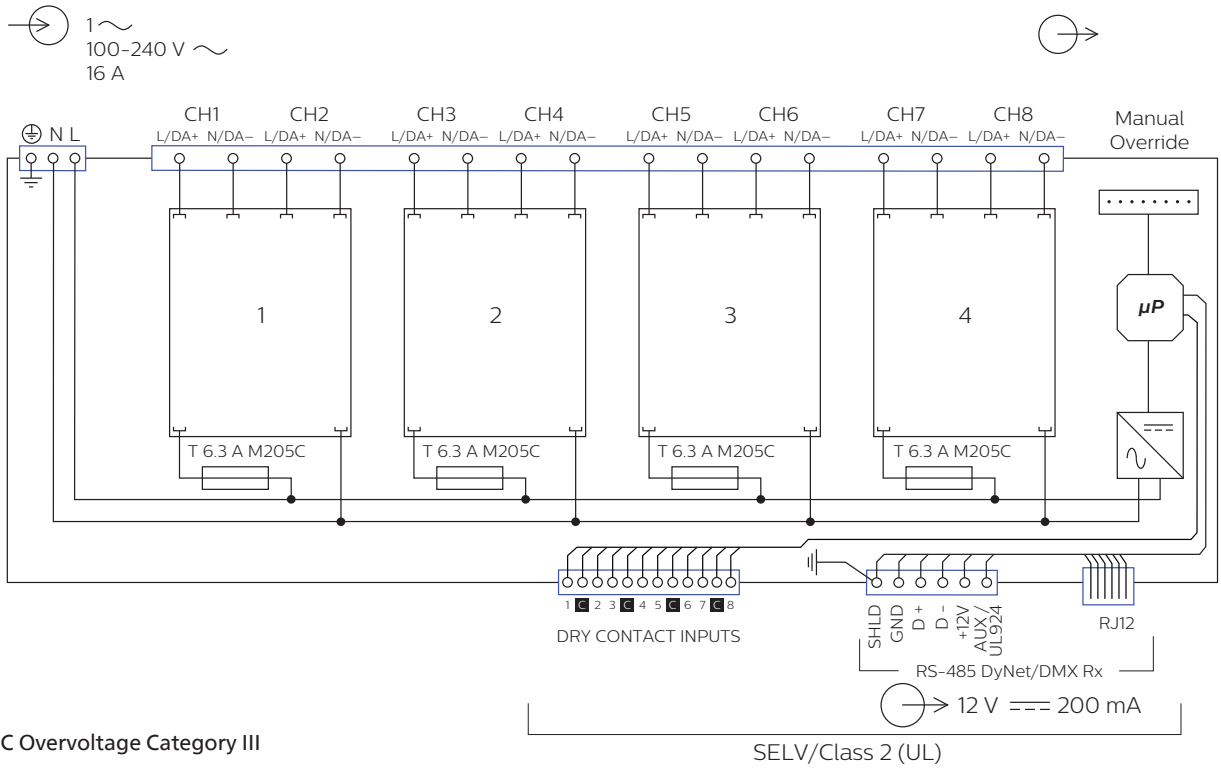 1
100-240 V
16 A
CH1 CH2 CH3 CH4 CH5 CH6 CH7 CH8
Manual
Override
N L
L/DA+ N/DA− L/DA+ N/DA− L/DA+ N/DA− L/DA+ N/DA− L/DA+ N/DA− L/DA+ N/DA− L/DA+ N/DA− L/DA+ N/DA−
1 2 3 4
µP
T 6.3 A M205C T 6.3 A M205C T 6.3 A M205C T 6.3 A M205C
1 C 2 3 C 4 5 C 6 7 C 8
DRY CONTACT INPUTS
SHLD
GND
D +
D -
+12V
AUX/
UL924
RJ12
RS-485 DyNet/DMX Rx
12 V 200 mA
C Overvoltage Category III
SELV/Class 2 (UL)